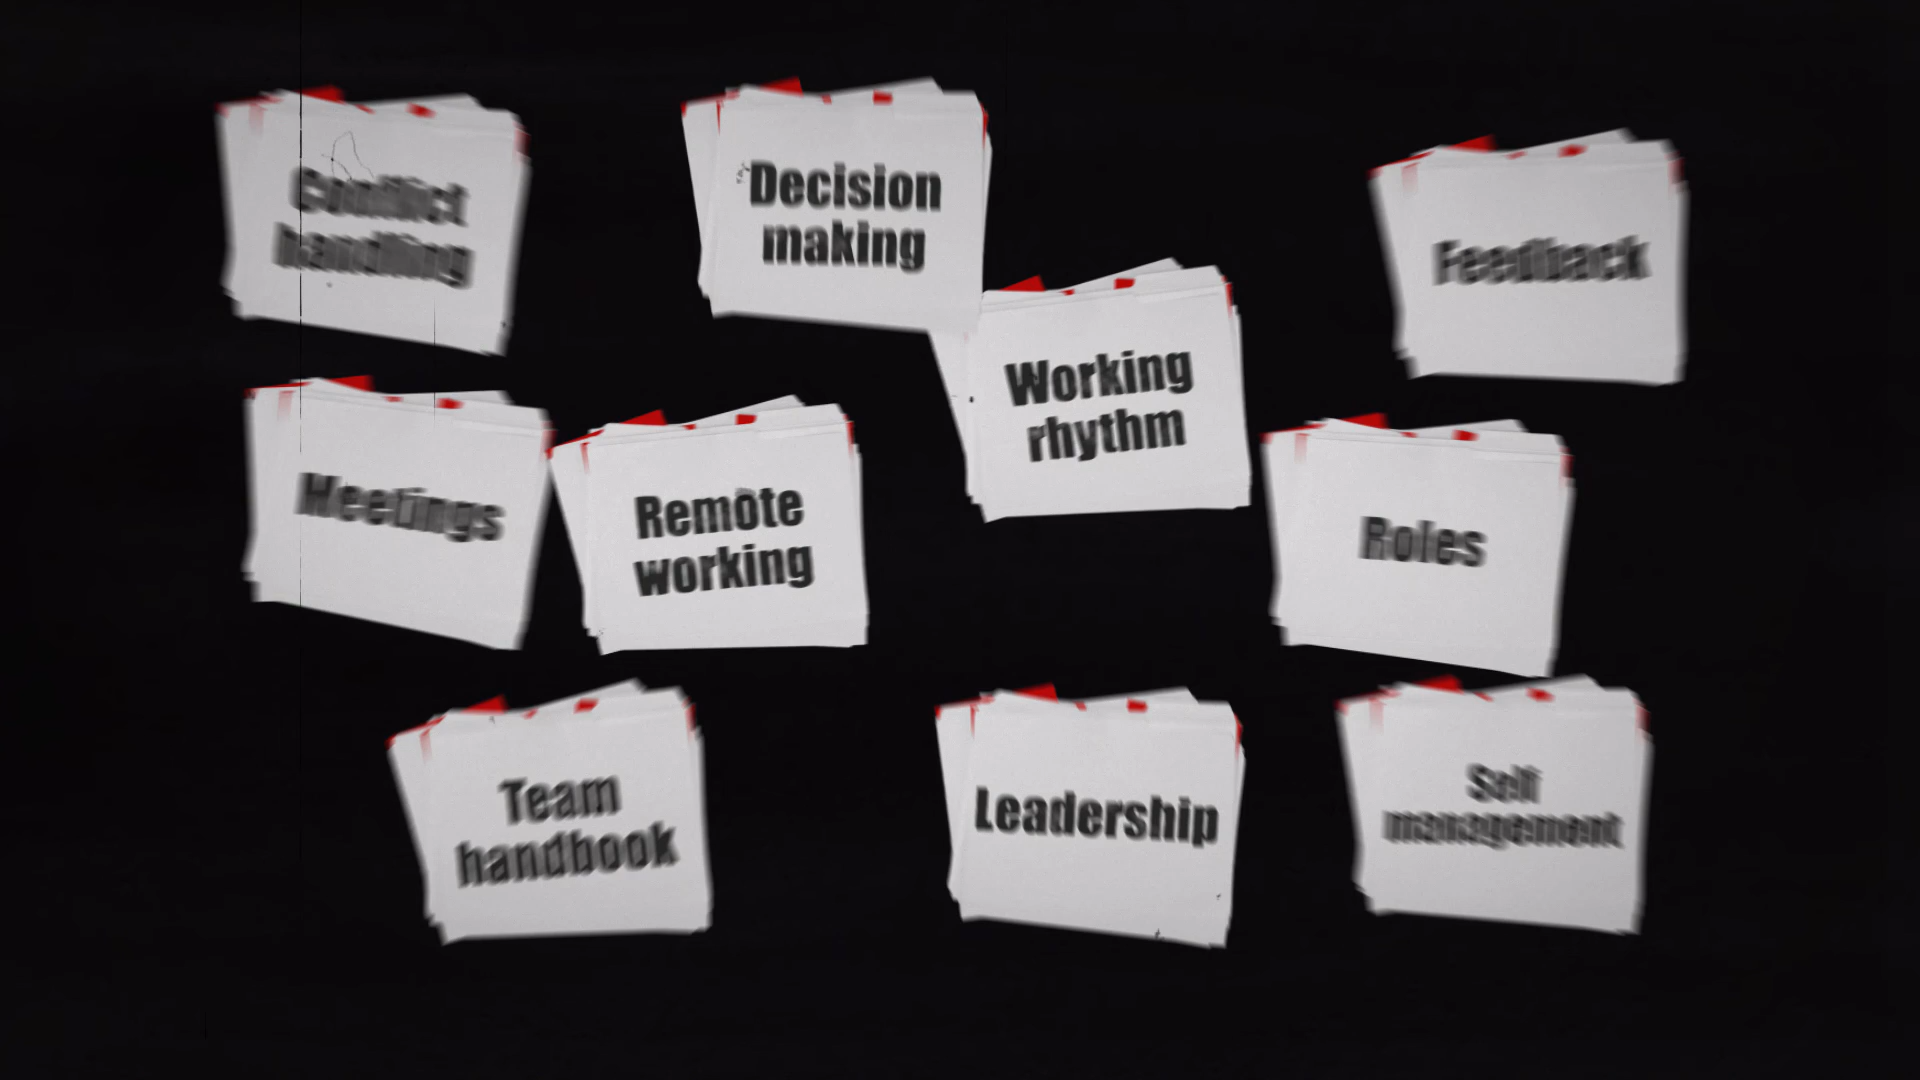 Conflict
handling
Decision
making
Feedback
Working
rhythm
Meetings
Remote
working
Roles
Team
handbook
Leadership
Self
management